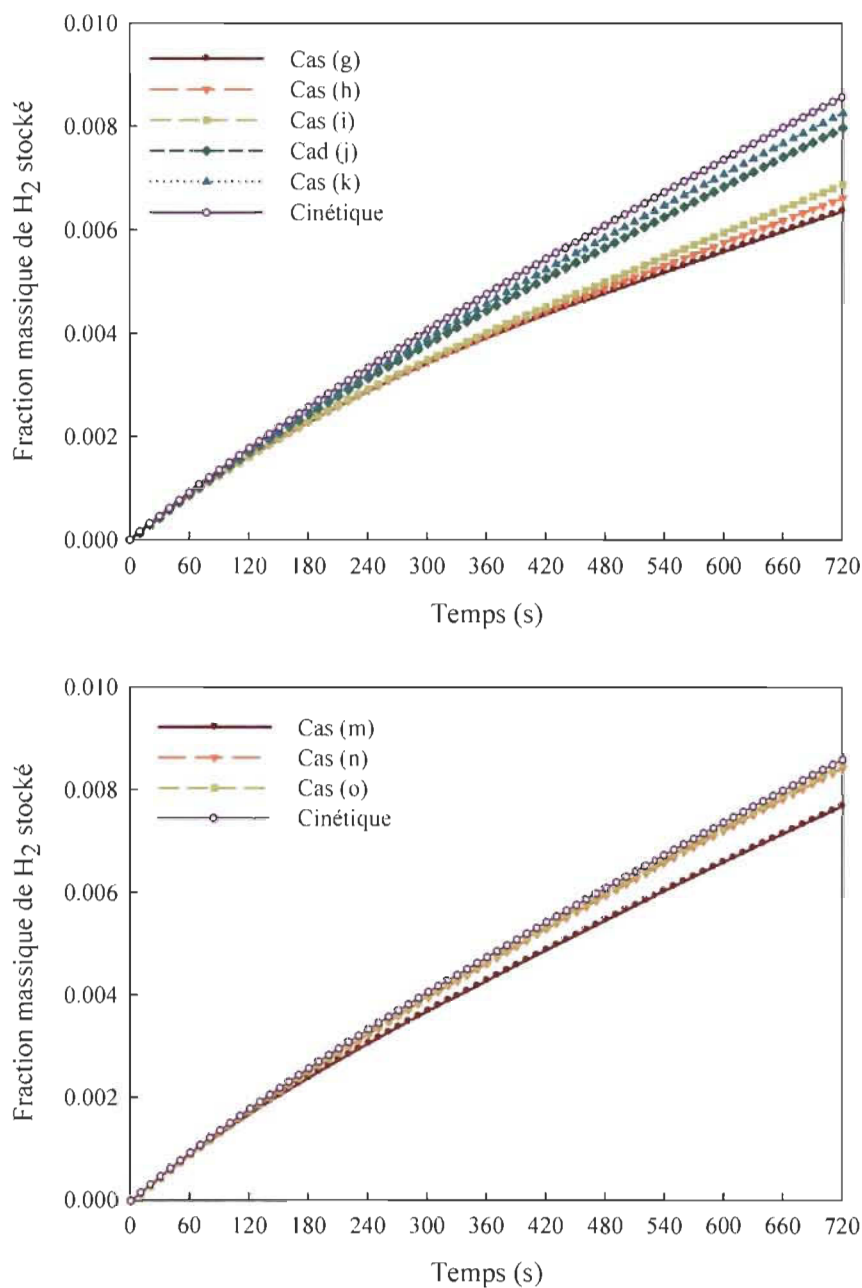 0.010
Cas (g)
Cas (h)
Cas (i)
Cad (j)
Cas (k)
Cinétique
0.008
0.006
0.004
0.002
0.000
Fraction massique de H2 stocké
0 60 120 180 240 300 360 420 480 540 600 660 720
Temps (s)
0.010
Cas (m)
Cas (n)
Cas (o)
Cinétique
0.008
0.006
0.004
0.002
0.000
Fraction massique de H2 stocké
0 60 120 180 240 300 360 420 480 540 600 660 720
Temps (s)